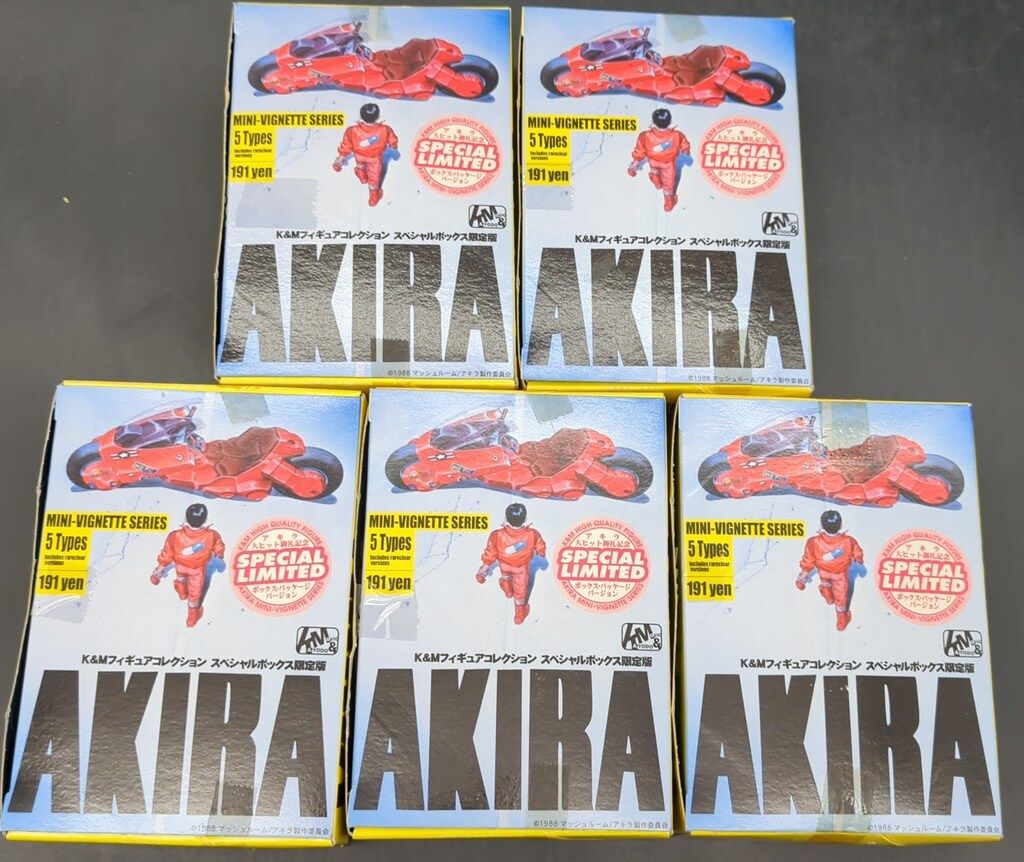 MINI-VIGNETTE SERIES
5 Types
Includes rareclear
versions
191 yen
K&M HIGH QUALITY FIGURE
アキラ
大ヒット御礼記念
SPECIAL
LIMITED
ボックス・パッケージ
バージョン
AKIRA MINI-VIGNETTE SERIES
K&M
K&Mフィギュアコレクション スペシャルボックス限定版
AKIRA
©1988 マッシュルーム/アキラ製作委員会
MINI-VIGNETTE SERIES
5 Types
Includes rareclear
versions
191 yen
K&M HIGH QUALITY FIGURE
アキラ
大ヒット御礼記念
SPECIAL
LIMITED
ボックス・パッケージ
バージョン
AKIRA MINI-VIGNETTE SERIES
K&M
K&Mフィギュアコレクション スペシャルボックス限定版
AKIRA
©1988 マッシュルーム/アキラ製作委員会
MINI-VIGNETTE SERIES
5 Types
Includes rareclear
versions
191 yen
K&M HIGH QUALITY FIGURE
アキラ
大ヒット御礼記念
SPECIAL
LIMITED
ボックス・パッケージ
バージョン
AKIRA MINI-VIGNETTE SERIES
K&M
K&Mフィギュアコレクション スペシャルボックス限定版
AKIRA
©1988 マッシュルーム/アキラ製作委員会
MINI-VIGNETTE SERIES
5 Types
Includes rareclear
versions
191 yen
K&M HIGH QUALITY FIGURE
アキラ
大ヒット御礼記念
SPECIAL
LIMITED
ボックス・パッケージ
バージョン
AKIRA MINI-VIGNETTE SERIES
K&M
K&Mフィギュアコレクション スペシャルボックス限定版
AKIRA
©1988 マッシュルーム/アキラ製作委員会
MINI-VIGNETTE SERIES
5 Types
Includes rareclear
versions
191 yen
K&M HIGH QUALITY FIGURE
アキラ
大ヒット御礼記念
SPECIAL
LIMITED
ボックス・パッケージ
バージョン
AKIRA MINI-VIGNETTE SERIES
K&M
K&Mフィギュアコレクション スペシャルボックス限定版
AKIRA
©1988 マッシュルーム/アキラ製作委員会